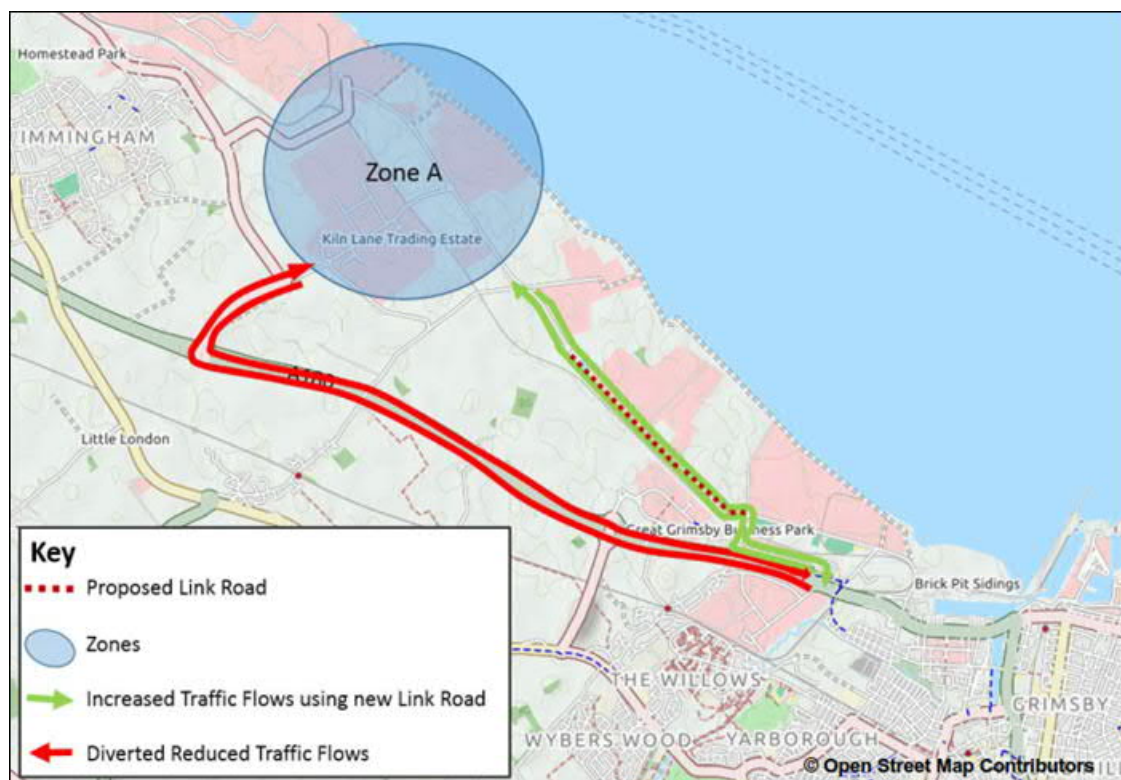 Homestead Park
IMMINGHAM
Zone A
Kiln Lane Trading Estate
Little London
Great Grimsby Business Park
Brick Pit Sidings
THE WILLOWS
GRIMSBY
WYBERS WOOD
YARBOROUGH
Key
Proposed Link Road
Zones
Increased Traffic Flows using new Link Road
Diverted Reduced Traffic Flows
© Open Street Map Contributors